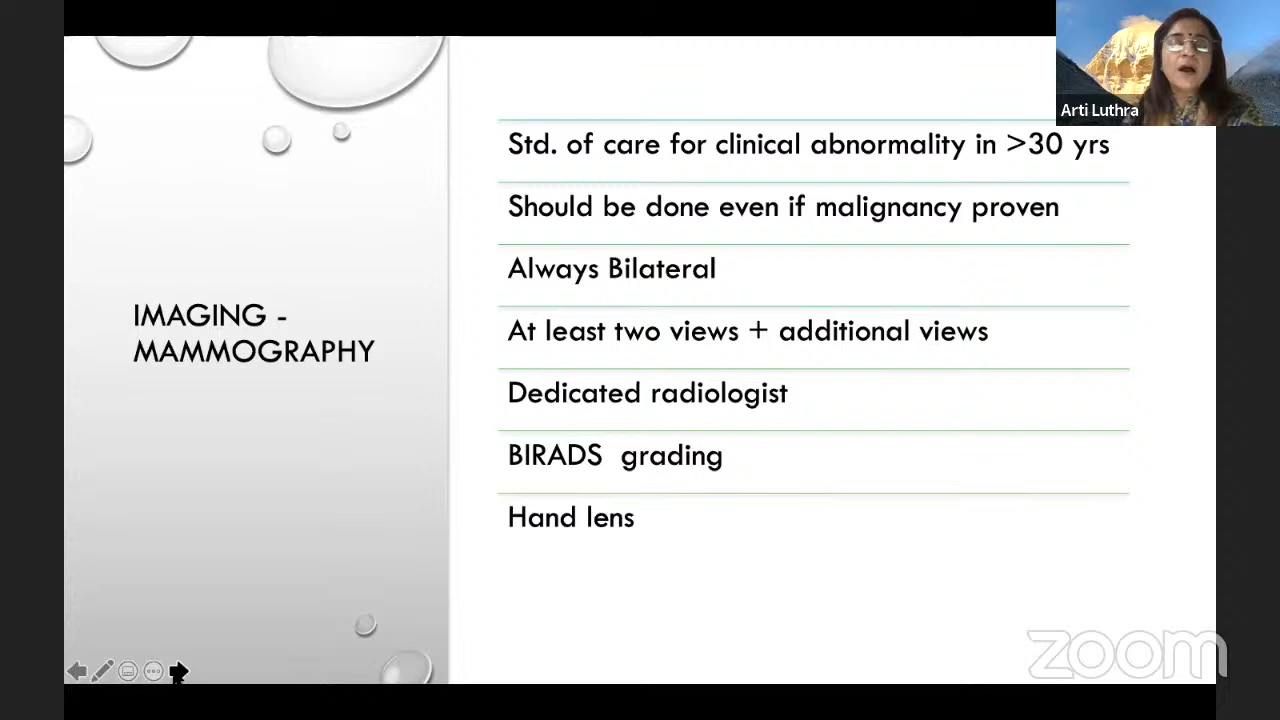 Arti Luthra
IMAGING -
MAMMOGRAPHY
Std. of care for clinical abnormality in >30 yrs
Should be done even if malignancy proven
Always Bilateral
At least two views + additional views
Dedicated radiologist
BIRADS grading
Hand lens
zoom